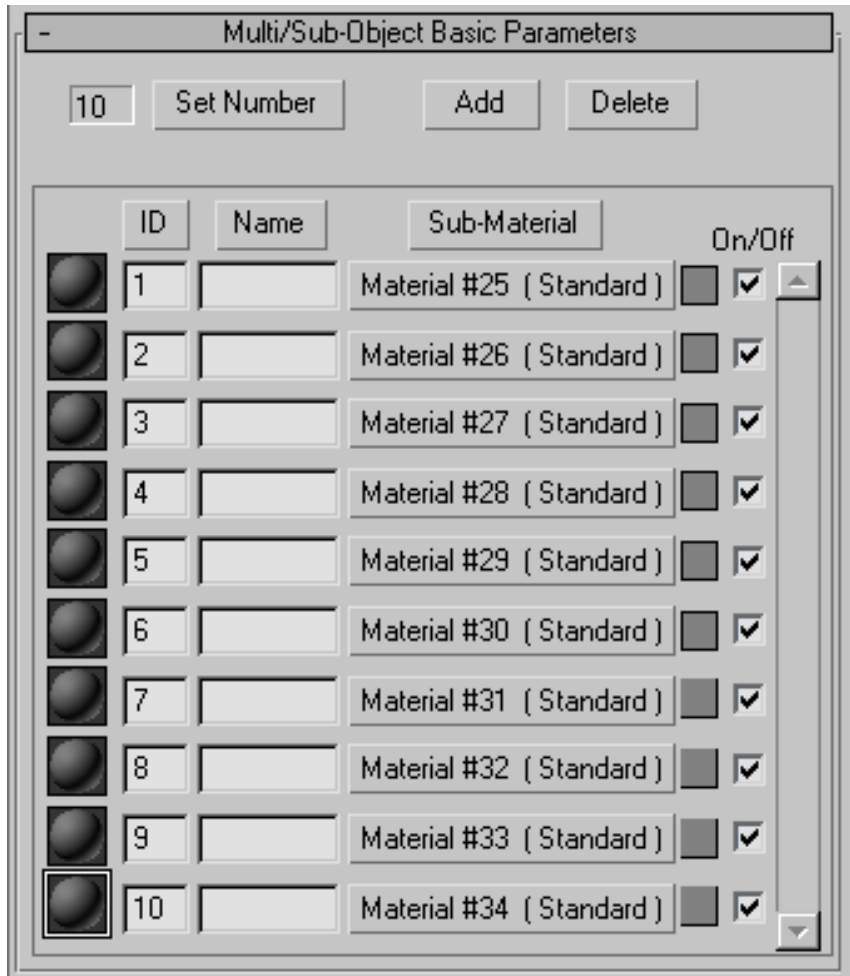 - Multi/Sub-Object Basic Parameters
10 Set Number Add Delete
ID Name Sub-Material On/Off
1 Material #25 ( Standard )
2 Material #26 ( Standard )
3 Material #27 ( Standard )
4 Material #28 ( Standard )
5 Material #29 ( Standard )
6 Material #30 ( Standard )
7 Material #31 ( Standard )
8 Material #32 ( Standard )
9 Material #33 ( Standard )
10 Material #34 ( Standard )